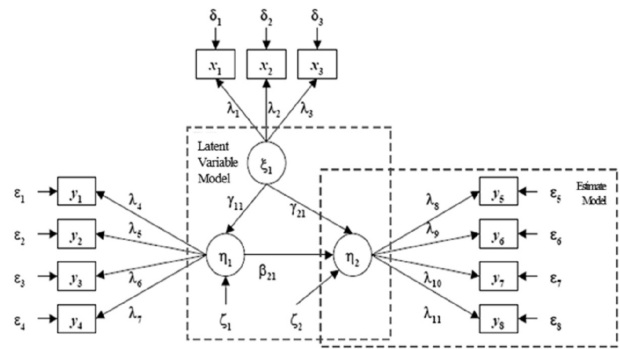 δ1 δ2 δ3
x1 x2 x3
λ1 λ2 λ3
Latent
Variable
Model
ξ1
γ11 γ21
ε1 y1 λ4
ε2 y2 λ5
ε3 y3 λ6
ε4 y4 λ7
η1 β21 η2
ζ1 ζ2
λ8 y5 ε5
λ9 y6 ε6
λ10 y7 ε7
λ11 y8 ε8
Estimate
Model